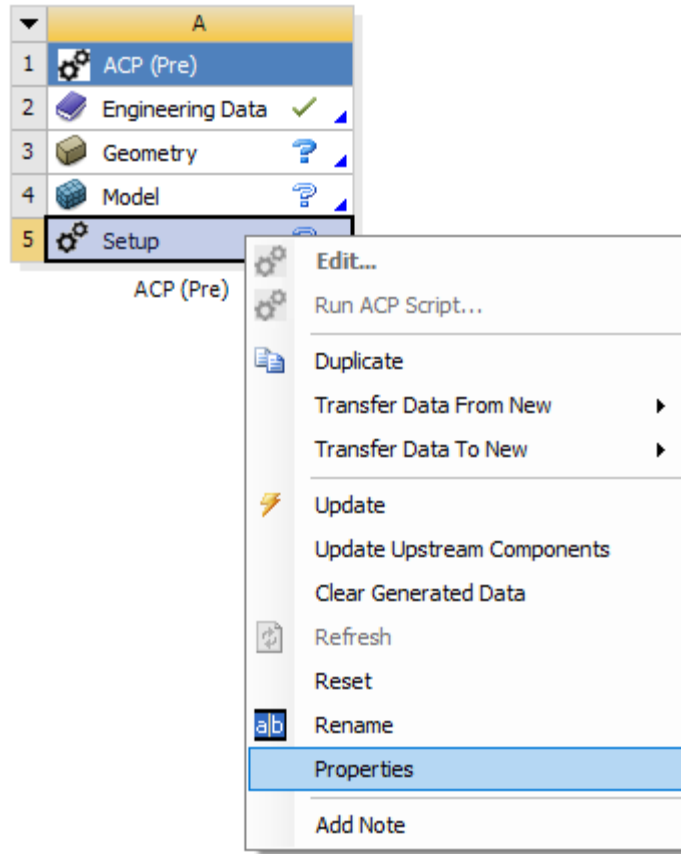 A
1 ACP (Pre)
2 Engineering Data
3 Geometry
4 Model
5 Setup
ACP (Pre)
Edit...
Run ACP Script...
Duplicate
Transfer Data From New
Transfer Data To New
Update
Update Upstream Components
Clear Generated Data
Refresh
Reset
a|b Rename
Properties
Add Note